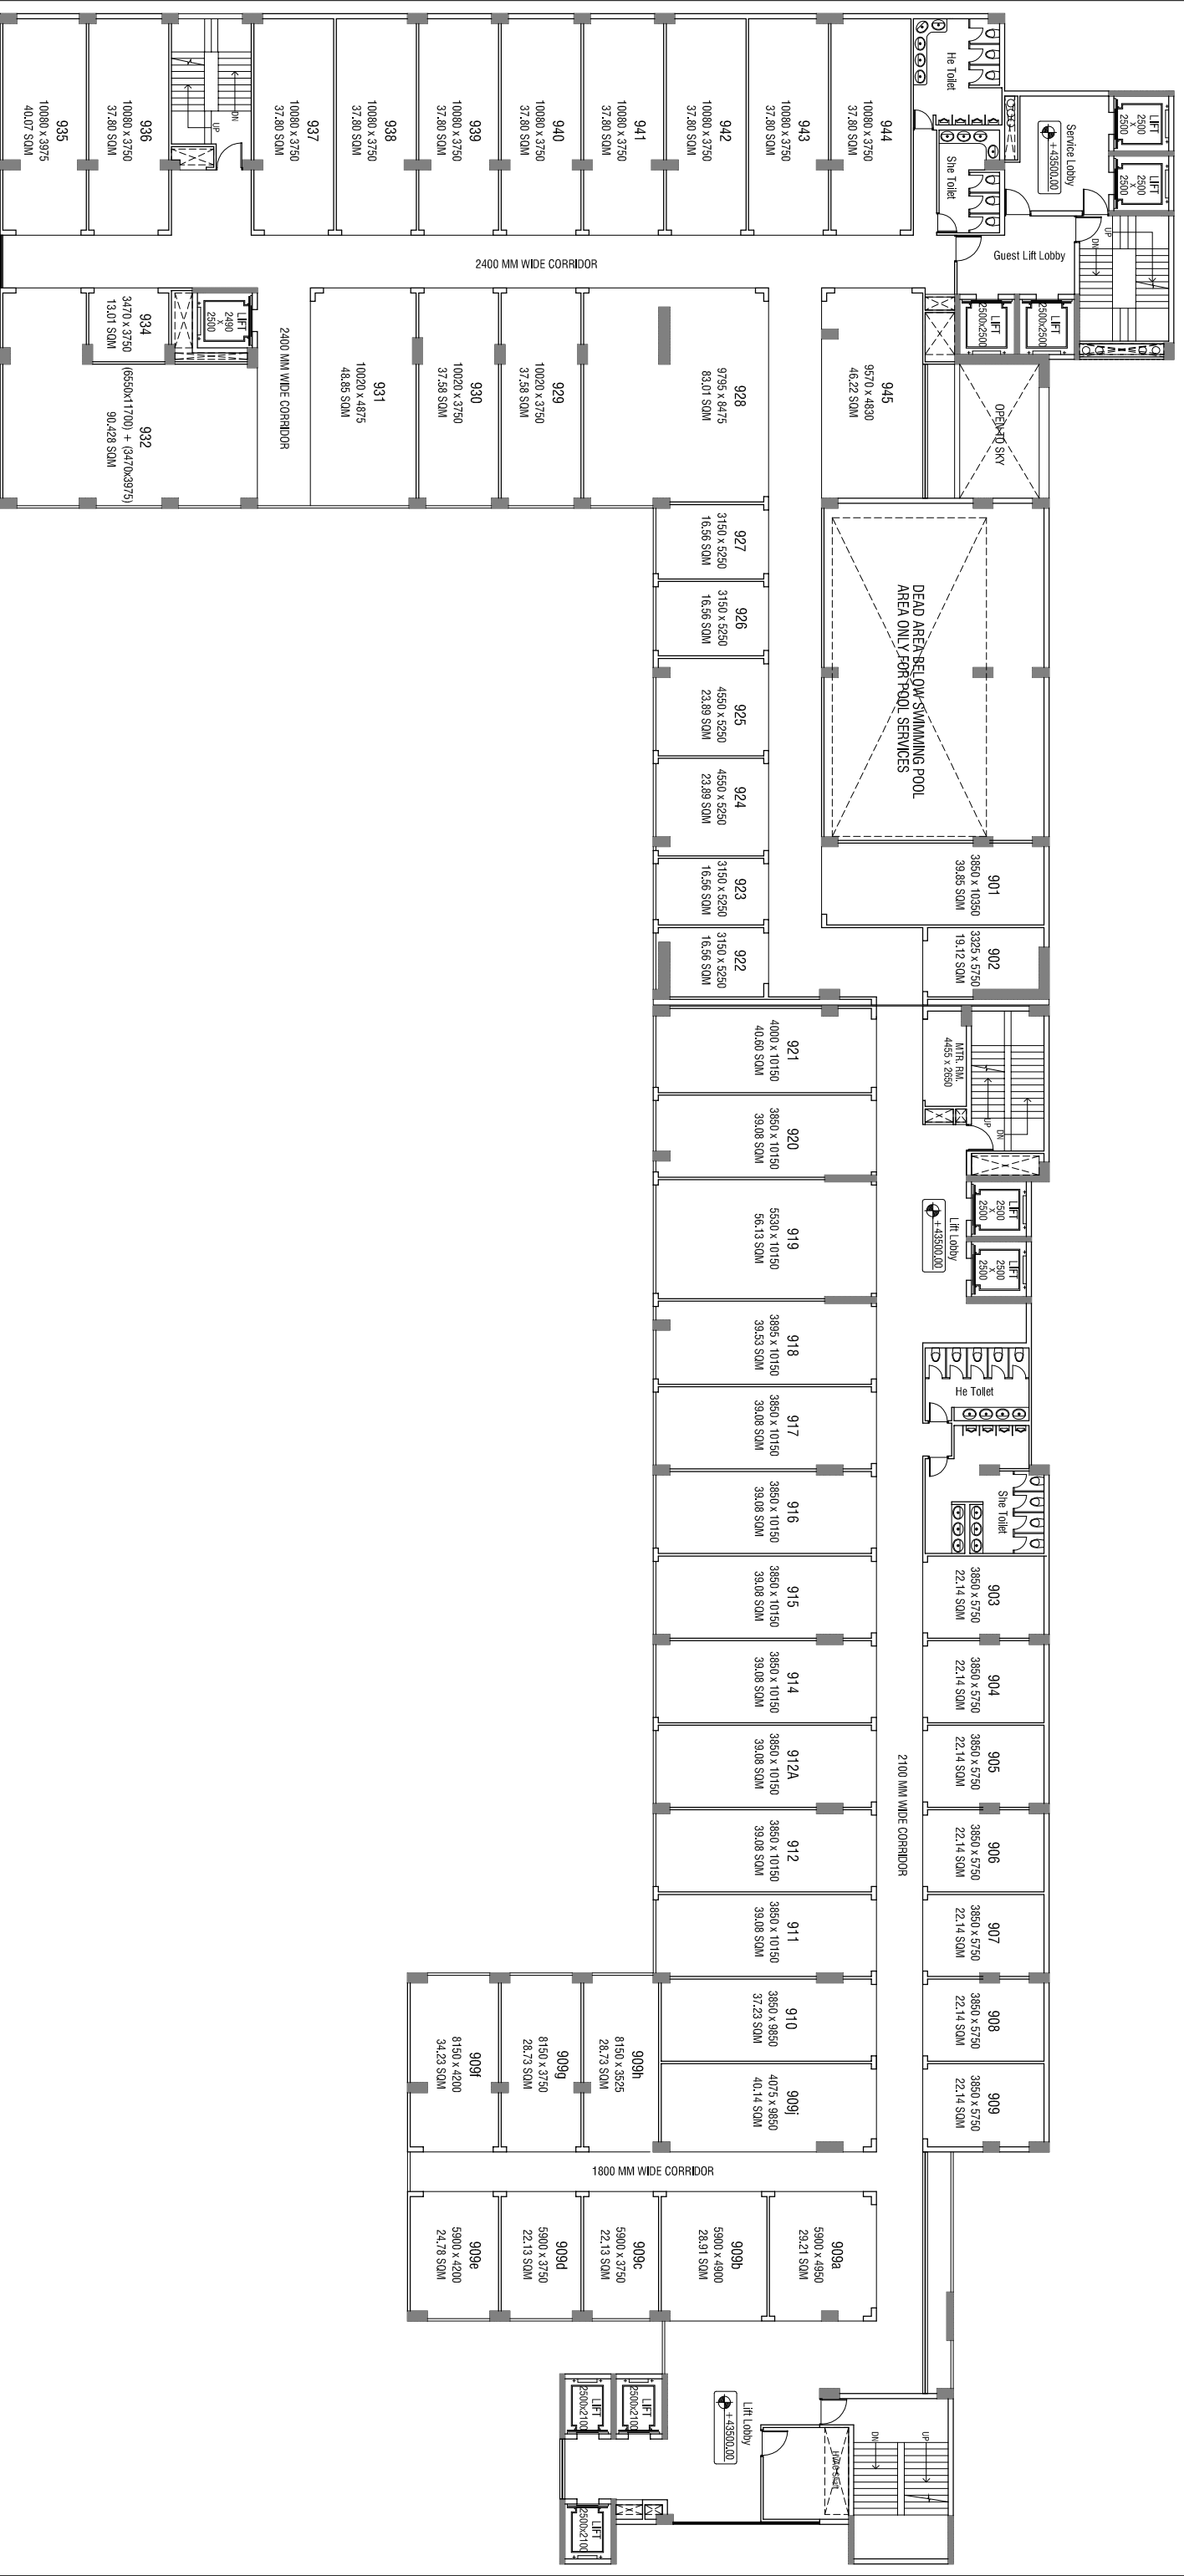 935
10080 x 3975
40.07 SQM
936
10080 x 3750
37.80 SQM
UP
DN
937
10080 x 3750
37.80 SQM
938
10080 x 3750
37.80 SQM
939
10080 x 3750
37.80 SQM
940
10080 x 3750
37.80 SQM
941
10080 x 3750
37.80 SQM
942
10080 x 3750
37.80 SQM
943
10080 x 3750
37.80 SQM
944
10080 x 3750
37.80 SQM
He Toilet
She Toilet
Service Lobby
+43500.00
LIFT
2500
X
2500
LIFT
2500
X
2500
UP
DN
Guest Lift Lobby
2400 MM WIDE CORRIDOR
LIFT
2500x2500
LIFT
2500x2500
X
934
3470 x 3750
13.01 SQM
LIFT
2490
X
2500
932
(6550x11700) + (3470x3975)
90.428 SQM
2400 MM WIDE CORRIDOR
931
10020 x 4875
48.85 SQM
930
10020 x 3750
37.58 SQM
929
10020 x 3750
37.58 SQM
928
9795 x 8475
83.01 SQM
945
9570 x 4830
46.22 SQM
OPEN TO SKY
DEAD AREA BELOW SWIMMING POOL
AREA ONLY FOR POOL SERVICES
927
3150 x 5250
16.56 SQM
926
3150 x 5250
16.56 SQM
925
4550 x 5250
23.89 SQM
924
4550 x 5250
23.89 SQM
923
3150 x 5250
16.56 SQM
922
3150 x 5250
16.56 SQM
901
3850 x 10350
39.85 SQM
902
3325 x 5750
19.12 SQM
MTR. RM.
4455 x 2650
UP
DN
X
921
4000 x 10150
40.60 SQM
920
3850 x 10150
39.08 SQM
919
5530 x 10150
56.13 SQM
918
3895 x 10150
39.53 SQM
917
3850 x 10150
39.08 SQM
916
3850 x 10150
39.08 SQM
915
3850 x 10150
39.08 SQM
914
3850 x 10150
39.08 SQM
912A
3850 x 10150
39.08 SQM
912
3850 x 10150
39.08 SQM
911
3850 x 10150
39.08 SQM
910
3850 x 9850
37.23 SQM
909j
4075 x 9850
40.14 SQM
Lift Lobby
+43500.00
LIFT
2500
X
2500
LIFT
2500
X
2500
He Toilet
She Toilet
903
3850 x 5750
22.14 SQM
904
3850 x 5750
22.14 SQM
905
3850 x 5750
22.14 SQM
906
3850 x 5750
22.14 SQM
907
3850 x 5750
22.14 SQM
908
3850 x 5750
22.14 SQM
909
3850 x 5750
22.14 SQM
2100 MM WIDE CORRIDOR
909f
8150 x 4200
34.23 SQM
909g
8150 x 3750
28.73 SQM
909h
8150 x 3525
28.73 SQM
1800 MM WIDE CORRIDOR
909e
5900 x 4200
24.78 SQM
909d
5900 x 3750
22.13 SQM
909c
5900 x 3750
22.13 SQM
909b
5900 x 4900
28.91 SQM
909a
5900 x 4950
29.21 SQM
LIFT
2500x2100
LIFT
2500x2100
LIFT
2500x2100
Lift Lobby
+43500.00
DN
UP